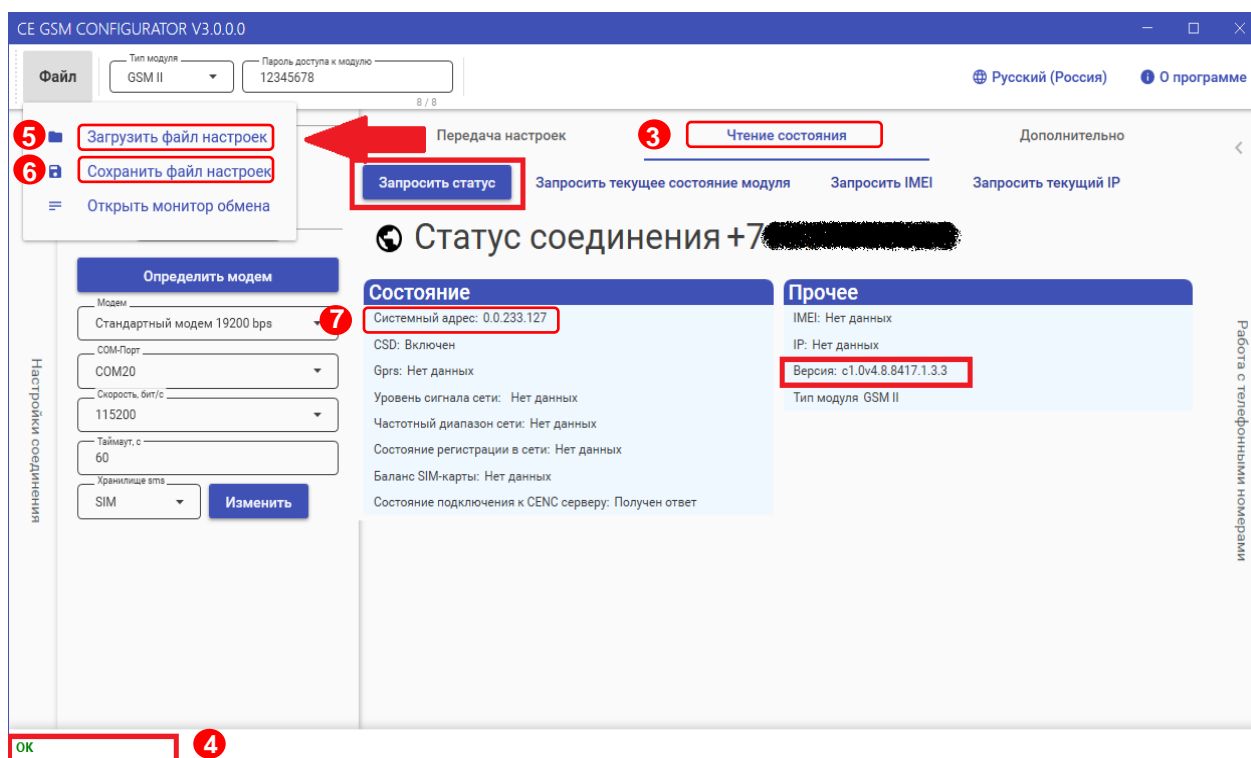 CE GSM CONFIGURATOR V3.0.0.0
Файл
Тип модуля
GSM II
Пароль доступа к модулю
12345678
8 / 8
Русский (Россия)
О программе
5 Загрузить файл настроек
6 Сохранить файл настроек
Открыть монитор обмена
Передача настроек
3 Чтение состояния
Дополнительно
Запросить статус
Запросить текущее состояние модуля
Запросить IMEI
Запросить текущий IP
Статус соединения +7
Настройки соединения
Определить модем
Модем
Стандартный модем 19200 bps
COM-Порт
COM20
Скорость, бит/с
115200
Таймаут, с
60
Хранилище sms
SIM
Изменить
Состояние
7 Системный адрес: 0.0.233.127
CSD: Включен
Gprs: Нет данных
Уровень сигнала сети: Нет данных
Частотный диапазон сети: Нет данных
Состояние регистрации в сети: Нет данных
Баланс SIM-карты: Нет данных
Состояние подключения к CENC серверу: Получен ответ
Прочее
IMEI: Нет данных
IP: Нет данных
Версия: c1.0v4.8.8417.1.3.3
Тип модуля GSM II
Работа с телефонными номерами
OK
4